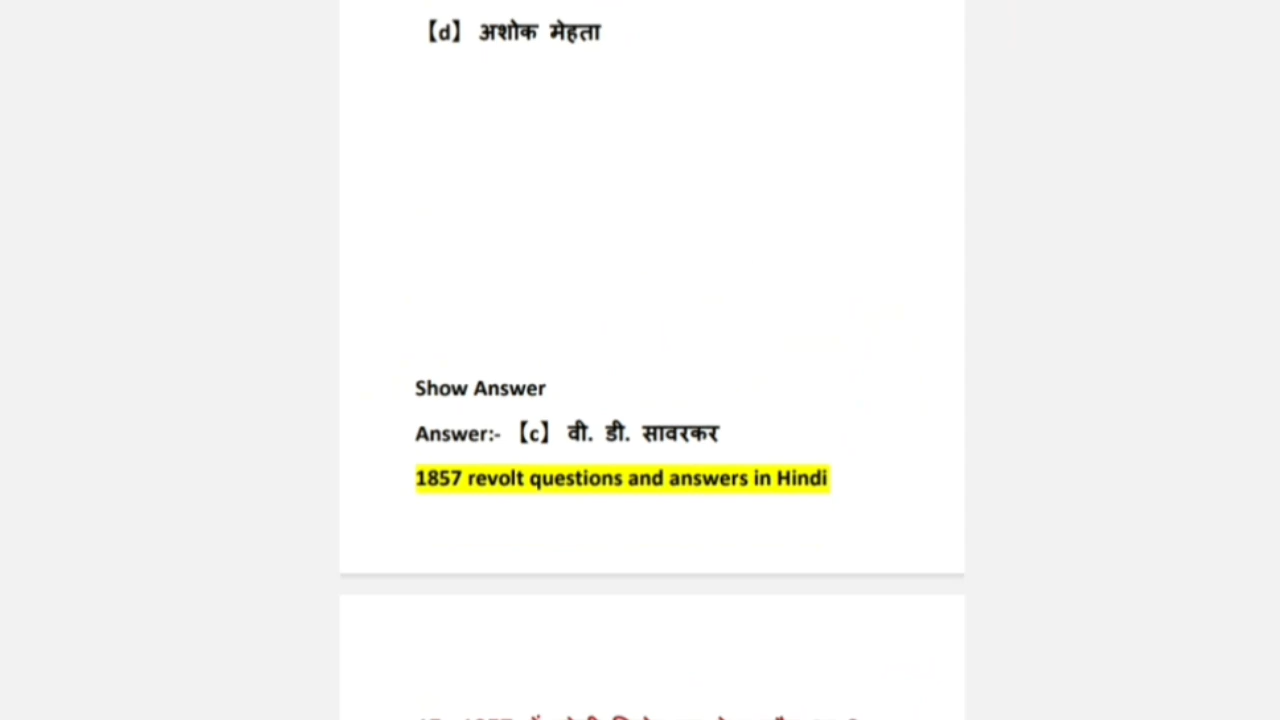 【d】 अशोक मेहता
Show Answer
Answer:- 【c】 वी. डी. सावरकर
1857 revolt questions and answers in Hindi